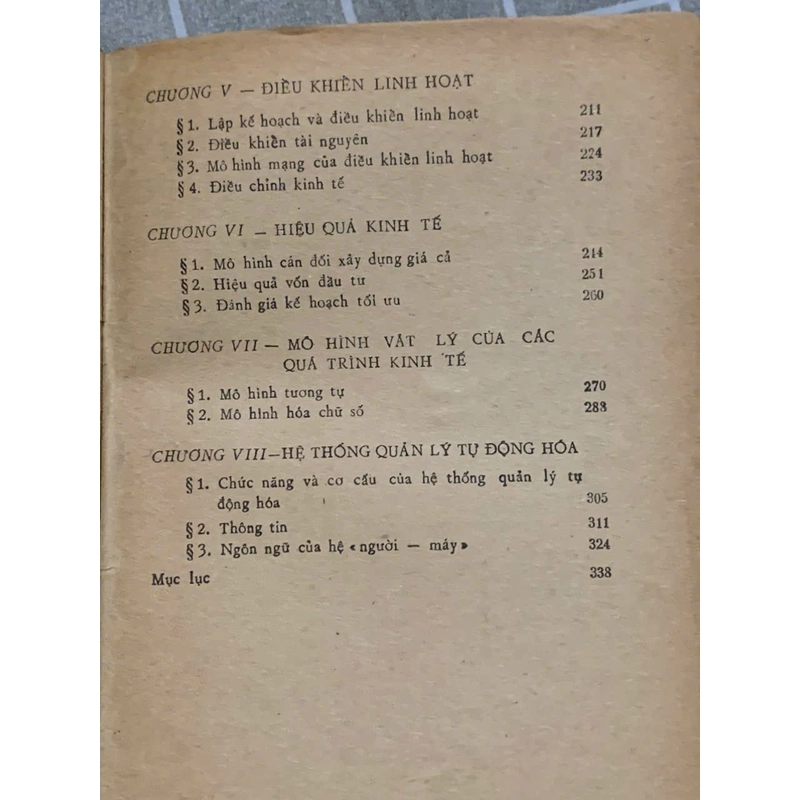 CHƯƠNG V — ĐIỀU KHIỂN LINH HOẠT
§ 1. Lập kế hoạch và điều khiển linh hoạt 211
§ 2. Điều khiển tài nguyên 217
§ 3. Mô hình mạng của điều khiển linh hoạt 224
§ 4. Điều chỉnh kinh tế 233
CHƯƠNG VI — HIỆU QUẢ KINH TẾ
§ 1. Mô hình cân đối xây dựng giá cả 244
§ 2. Hiệu quả vốn đầu tư 251
§ 3. Đánh giá kế hoạch tối ưu 260
CHƯƠNG VII — MÔ HÌNH VẬT LÝ CỦA CÁC
QUÁ TRÌNH KINH TẾ
§ 1. Mô hình tương tự 270
§ 2. Mô hình hóa chữ số 288
CHƯƠNG VIII — HỆ THỐNG QUẢN LÝ TỰ ĐỘNG HÓA
§ 1. Chức năng và cơ cấu của hệ thống quản lý tự
động hóa 305
§ 2. Thông tin 311
§ 3. Ngôn ngữ của hệ «người — máy» 324
Mục lục 338